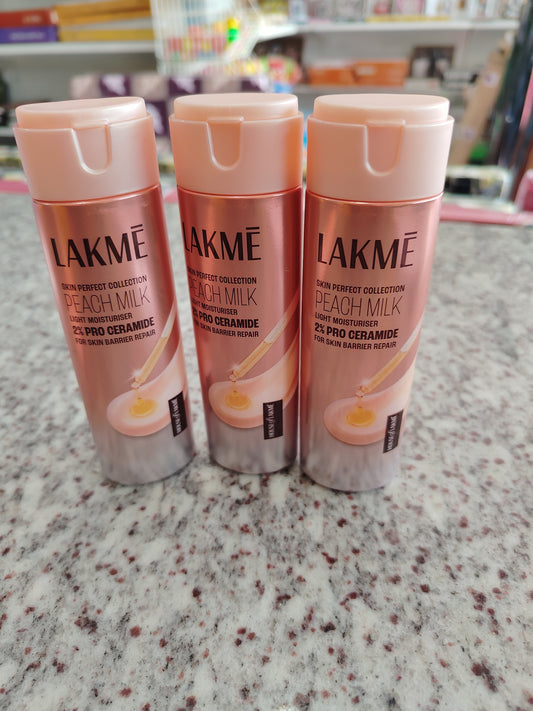 LAKMĒ
SKIN PERFECT COLLECTION
PEACH MILK
LIGHT MOISTURISER
2% PRO CERAMIDE
FOR SKIN BARRIER REPAIR
LAKMĒ
SKIN PERFECT COLLECTION
PEACH MILK
LIGHT MOISTURISER
2% PRO CERAMIDE
FOR SKIN BARRIER REPAIR
LAKMĒ
SKIN PERFECT COLLECTION
PEACH MILK
LIGHT MOISTURISER
2% PRO CERAMIDE
FOR SKIN BARRIER REPAIR